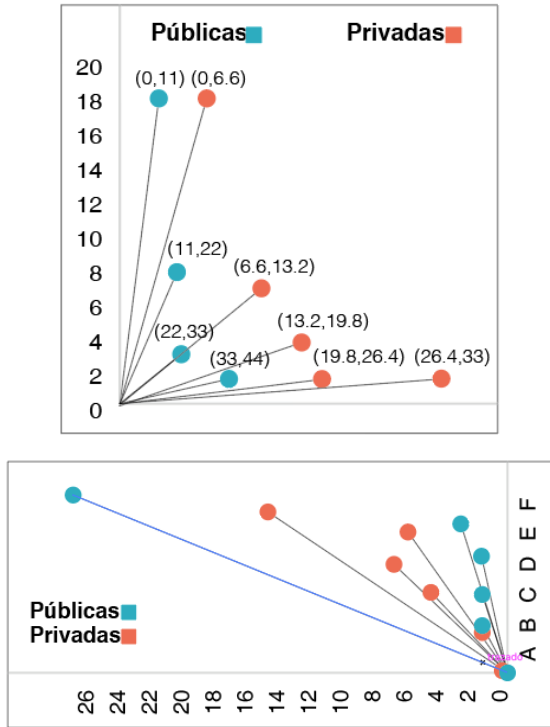 Públicas Privadas
20
(0,11) (0,6.6)
18
16
14
12
10
(11,22)
(6.6,13.2)
8
6
(13.2,19.8)
(22,33)
4
(33,44) (19.8,26.4) (26.4,33)
2
0
Públicas
Privadas
A B C D E F
26 24 22 20 18 16 14 12 10 8 6 4 2 0